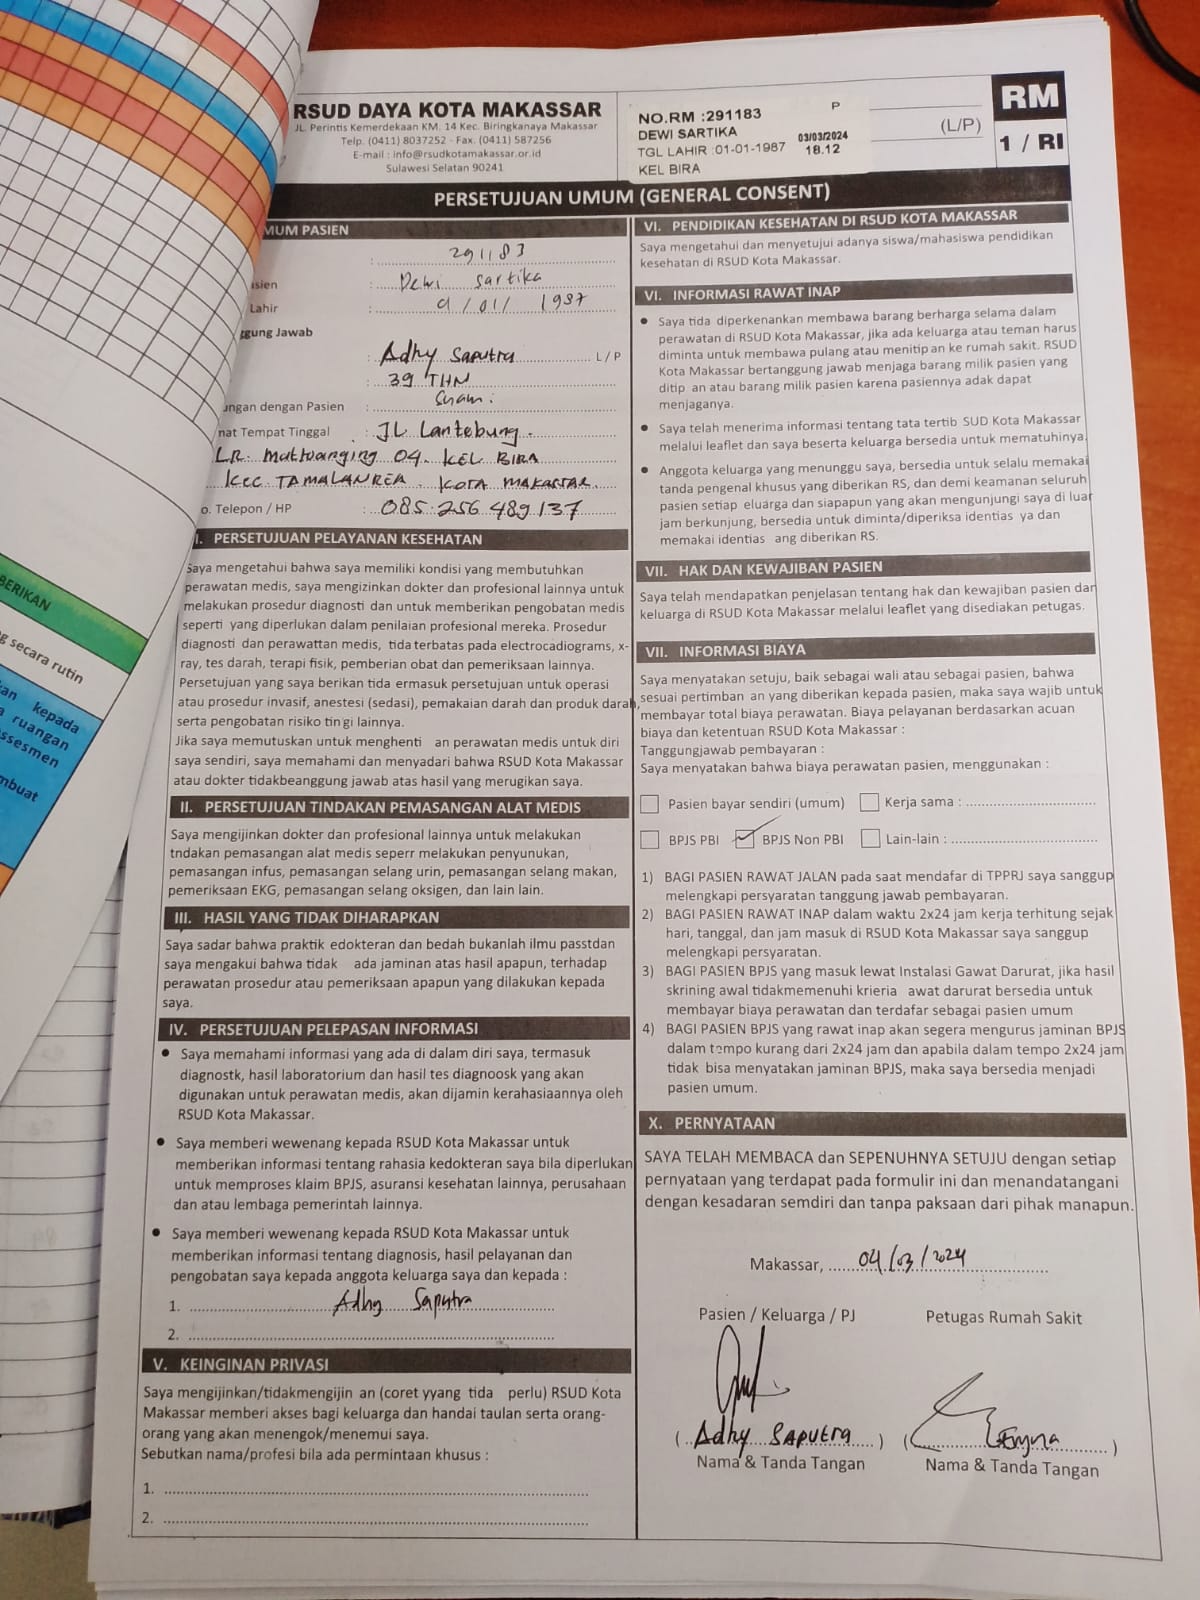 BERIKAN
g secara rutin
an kepada
a ruangan
ssesmen
mbuat
RSUD DAYA KOTA MAKASSAR
JL. Perintis Kemerdekaan KM. 14 Kec. Biringkanaya Makassar
Telp. (0411) 8037252 - Fax. (0411) 587256
E-mail : info@rsudkotamakassar.or.id
Sulawesi Selatan 90241
NO.RM :291183 P
DEWI SARTIKA 03/03/2024
TGL LAHIR :01-01-1987 18.12
KEL BIRA
(L/P)
RM
1 / RI
PERSETUJUAN UMUM (GENERAL CONSENT)
MUM PASIEN
: 291183
sien : Dewi Sartika
Lahir : 01/01/ 1987
ggung Jawab
: Adhy Saputra L/P
: 39 THN
ungan dengan Pasien : Suami
nat Tempat Tinggal : JL Lantebung.
LR. Mattoanging 04. KEL BIRA
Kec TAMALANREA. KOTA MAKASSAR.
o. Telepon / HP : 085 256 489 137
I. PERSETUJUAN PELAYANAN KESEHATAN
Saya mengetahui bahwa saya memiliki kondisi yang membutuhkan
perawatan medis, saya mengizinkan dokter dan profesional lainnya untuk
melakukan prosedur diagnosti dan untuk memberikan pengobatan medis
seperti yang diperlukan dalam penilaian profesional mereka. Prosedur
diagnosti dan perawattan medis, tida terbatas pada electrocadiograms, x-
ray, tes darah, terapi fisik, pemberian obat dan pemeriksaan lainnya.
Persetujuan yang saya berikan tida ermasuk persetujuan untuk operasi
atau prosedur invasif, anestesi (sedasi), pemakaian darah dan produk darah,
serta pengobatan risiko tingi lainnya.
Jika saya memutuskan untuk menghenti an perawatan medis untuk diri
saya sendiri, saya memahami dan menyadari bahwa RSUD Kota Makassar
atau dokter tidakbeanggung jawab atas hasil yang merugikan saya.
II. PERSETUJUAN TINDAKAN PEMASANGAN ALAT MEDIS
Saya mengijinkan dokter dan profesional lainnya untuk melakukan
tndakan pemasangan alat medis seperr melakukan penyunukan,
pemasangan infus, pemasangan selang urin, pemasangan selang makan,
pemeriksaan EKG, pemasangan selang oksigen, dan lain lain.
III. HASIL YANG TIDAK DIHARAPKAN
Saya sadar bahwa praktik edokteran dan bedah bukanlah ilmu passtdan
saya mengakui bahwa tidak ada jaminan atas hasil apapun, terhadap
perawatan prosedur atau pemeriksaan apapun yang dilakukan kepada
saya.
IV. PERSETUJUAN PELEPASAN INFORMASI
• Saya memahami informasi yang ada di dalam diri saya, termasuk
diagnostk, hasil laboratorium dan hasil tes diagnoosk yang akan
digunakan untuk perawatan medis, akan dijamin kerahasiaannya oleh
RSUD Kota Makassar.
• Saya memberi wewenang kepada RSUD Kota Makassar untuk
memberikan informasi tentang rahasia kedokteran saya bila diperlukan
untuk memproses klaim BPJS, asuransi kesehatan lainnya, perusahaan
dan atau lembaga pemerintah lainnya.
• Saya memberi wewenang kepada RSUD Kota Makassar untuk
memberikan informasi tentang diagnosis, hasil pelayanan dan
pengobatan saya kepada anggota keluarga saya dan kepada :
1. Adhy Saputra
2.
V. KEINGINAN PRIVASI
Saya mengijinkan/tidakmengijin an (coret yyang tida perlu) RSUD Kota
Makassar memberi akses bagi keluarga dan handai taulan serta orang-
orang yang akan menengok/menemui saya.
Sebutkan nama/profesi bila ada permintaan khusus :
1.
2.
VI. PENDIDIKAN KESEHATAN DI RSUD KOTA MAKASSAR
Saya mengetahui dan menyetujui adanya siswa/mahasiswa pendidikan
kesehatan di RSUD Kota Makassar.
VI. INFORMASI RAWAT INAP
• Saya tida diperkenankan membawa barang berharga selama dalam
perawatan di RSUD Kota Makassar, jika ada keluarga atau teman harus
diminta untuk membawa pulang atau menitip an ke rumah sakit. RSUD
Kota Makassar bertanggung jawab menjaga barang milik pasien yang
ditip an atau barang milik pasien karena pasiennya adak dapat
menjaganya.
• Saya telah menerima informasi tentang tata tertib SUD Kota Makassar
melalui leaflet dan saya beserta keluarga bersedia untuk mematuhinya.
• Anggota keluarga yang menunggu saya, bersedia untuk selalu memakai
tanda pengenal khusus yang diberikan RS, dan demi keamanan seluruh
pasien setiap eluarga dan siapapun yang akan mengunjungi saya di luar
jam berkunjung, bersedia untuk diminta/diperiksa identias ya dan
memakai identias ang diberikan RS.
VII. HAK DAN KEWAJIBAN PASIEN
Saya telah mendapatkan penjelasan tentang hak dan kewajiban pasien dan
keluarga di RSUD Kota Makassar melalui leaflet yang disediakan petugas.
VII. INFORMASI BIAYA
Saya menyatakan setuju, baik sebagai wali atau sebagai pasien, bahwa
sesuai pertimban an yang diberikan kepada pasien, maka saya wajib untuk
membayar total biaya perawatan. Biaya pelayanan berdasarkan acuan
biaya dan ketentuan RSUD Kota Makassar :
Tanggungjawab pembayaran :
Saya menyatakan bahwa biaya perawatan pasien, menggunakan :
Pasien bayar sendiri (umum) Kerja sama :
BPJS PBI ✓ BPJS Non PBI Lain-lain :
1) BAGI PASIEN RAWAT JALAN pada saat mendafar di TPPRJ saya sanggup
melengkapi persyaratan tanggung jawab pembayaran.
2) BAGI PASIEN RAWAT INAP dalam waktu 2x24 jam kerja terhitung sejak
hari, tanggal, dan jam masuk di RSUD Kota Makassar saya sanggup
melengkapi persyaratan.
3) BAGI PASIEN BPJS yang masuk lewat Instalasi Gawat Darurat, jika hasil
skrining awal tidakmemenuhi krieria awat darurat bersedia untuk
membayar biaya perawatan dan terdafar sebagai pasien umum
4) BAGI PASIEN BPJS yang rawat inap akan segera mengurus jaminan BPJS
dalam tempo kurang dari 2x24 jam dan apabila dalam tempo 2x24 jam
tidak bisa menyatakan jaminan BPJS, maka saya bersedia menjadi
pasien umum.
X. PERNYATAAN
SAYA TELAH MEMBACA dan SEPENUHNYA SETUJU dengan setiap
pernyataan yang terdapat pada formulir ini dan menandatangani
dengan kesadaran semdiri dan tanpa paksaan dari pihak manapun.
Makassar, 04/03/2024
Pasien / Keluarga / PJ Petugas Rumah Sakit
( Adhy SAPUTRA ) ( )
Nama & Tanda Tangan Nama & Tanda Tangan